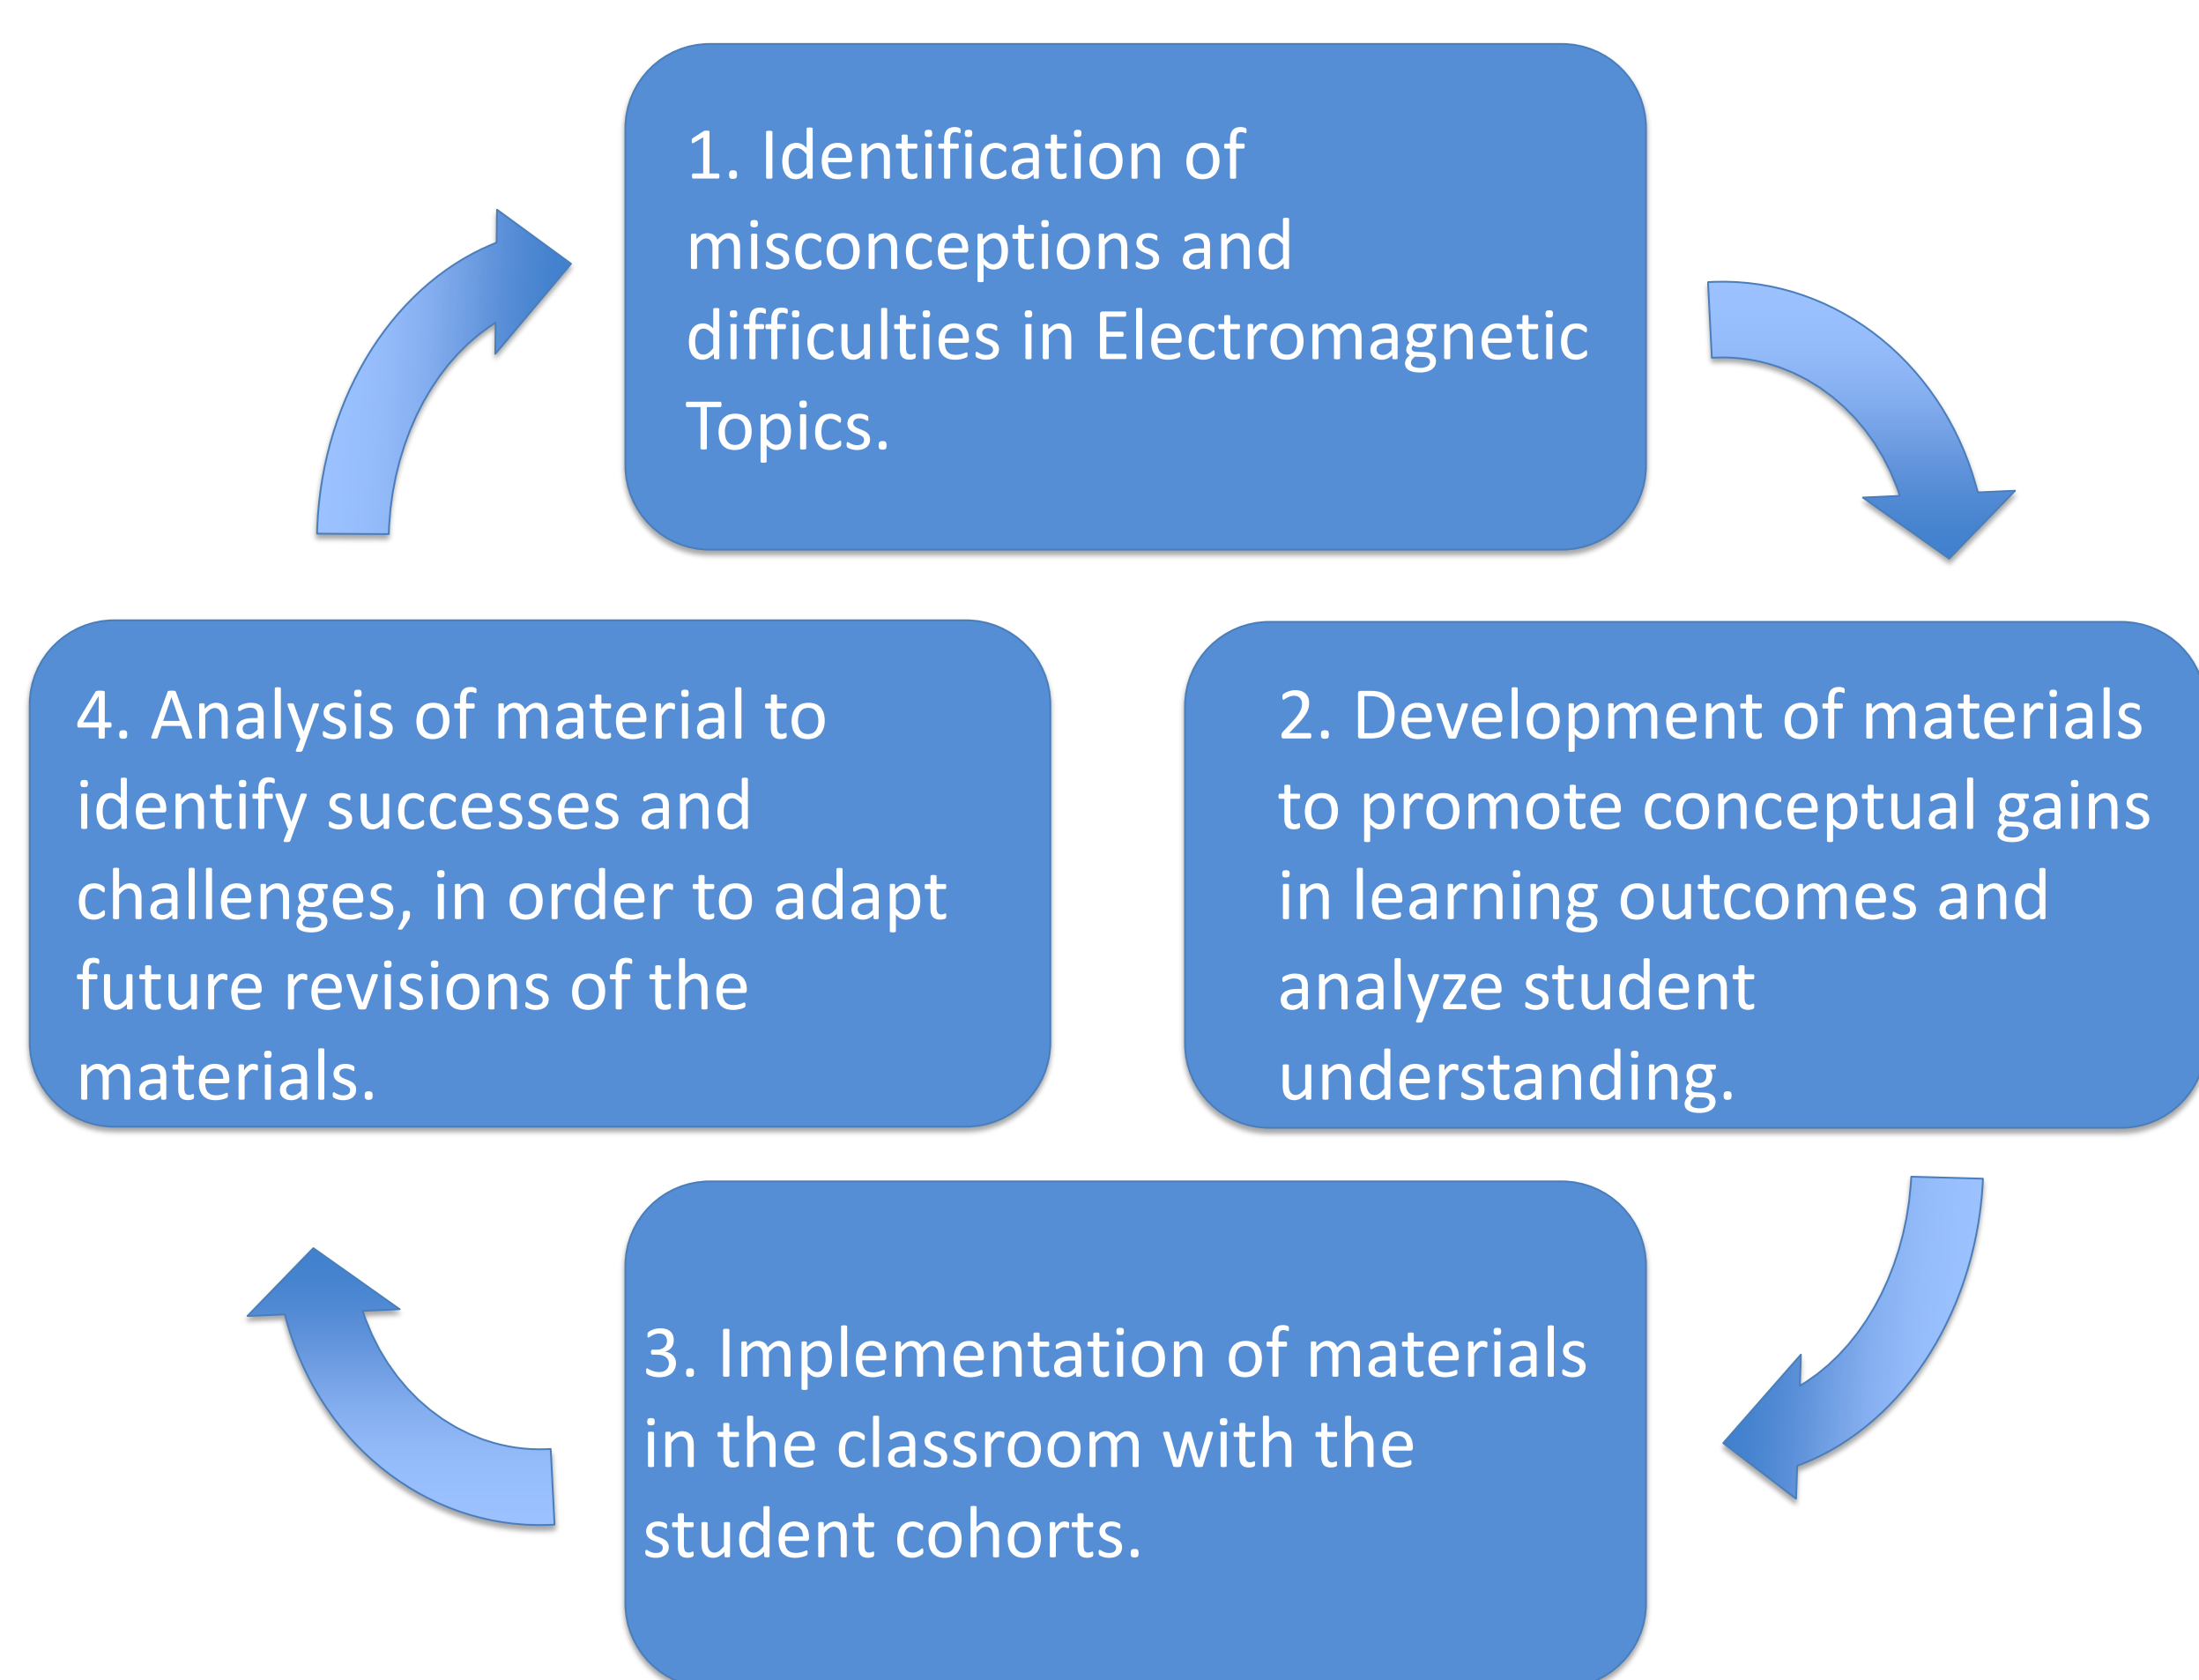 1. Identification of
misconceptions and
difficulties in Electromagnetic
Topics.
2. Development of materials
to promote conceptual gains
in learning outcomes and
analyze student
understanding.
3. Implementation of materials
in the classroom with the
student cohorts.
4. Analysis of material to
identify successes and
challenges, in order to adapt
future revisions of the
materials.